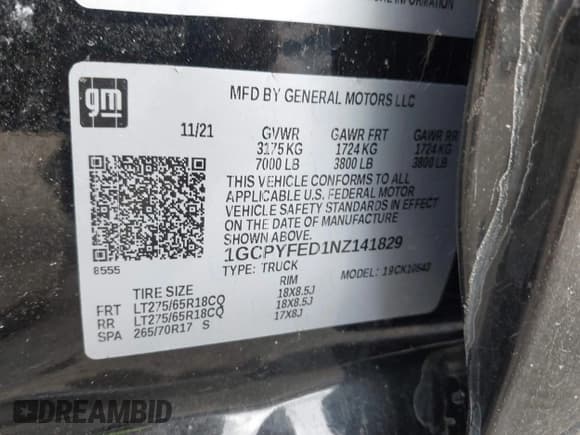 INFORMATION
gm
MFD BY GENERAL MOTORS LLC
11/21 GVWR GAWR FRT GAWR RR
3175 KG 1724 KG 1724 KG
7000 LB 3800 LB 3800 LB
THIS VEHICLE CONFORMS TO ALL
APPLICABLE U.S. FEDERAL MOTOR
VEHICLE SAFETY STANDARDS IN EFFECT
ON THE DATE OF MANUFACTURE
SHOWN ABOVE.
8555
1GCPYFED1NZ141829
TYPE: TRUCK MODEL:
TIRE SIZE RIM
FRT LT275/65R18CQ 18X8.5J
RR LT275/65R18CQ 18X8.5J
SPA 265/70R17 S 17X8J
DREAMBID